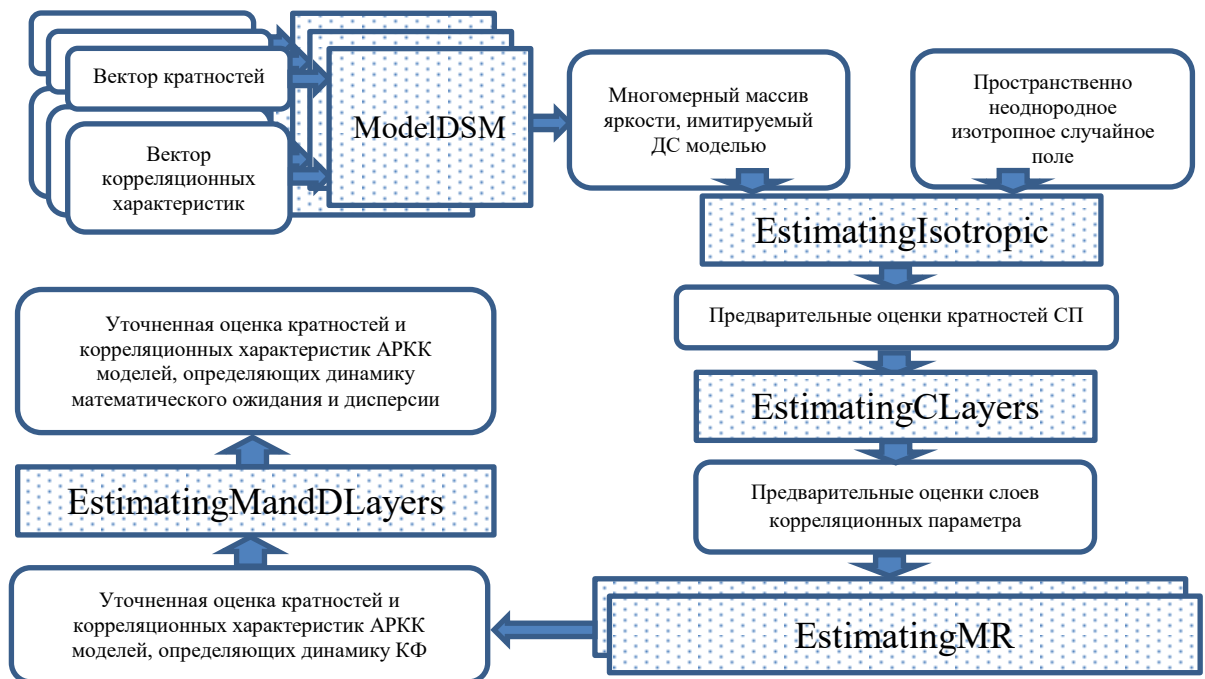 Вектор кратностей
Вектор
корреляционных
характеристик
ModelDSM
Многомерный массив
яркости, имитируемый
ДС моделью
Пространственно
неоднородное
изотропное случайное
поле
EstimatingIsotropic
Предварительные оценки кратностей СП
EstimatingCLayers
Предварительные оценки слоев
корреляционных параметра
EstimatingMR
Уточненная оценка кратностей и
корреляционных характеристик АРКК
моделей, определяющих динамику КФ
EstimatingMandDLayers
Уточненная оценка кратностей и
корреляционных характеристик АРКК
моделей, определяющих динамику
математического ожидания и дисперсии